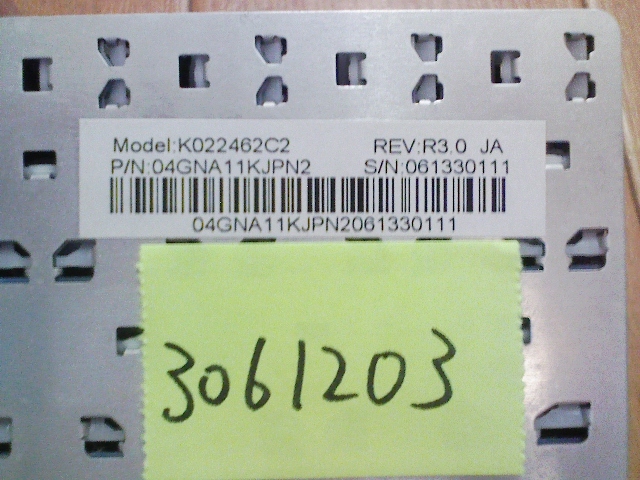 Model:K022462C2 REV:R3.0 JA
P/N:04GNA11KJPN2 S/N:061330111
04GNA11KJPN2061330111
3061203